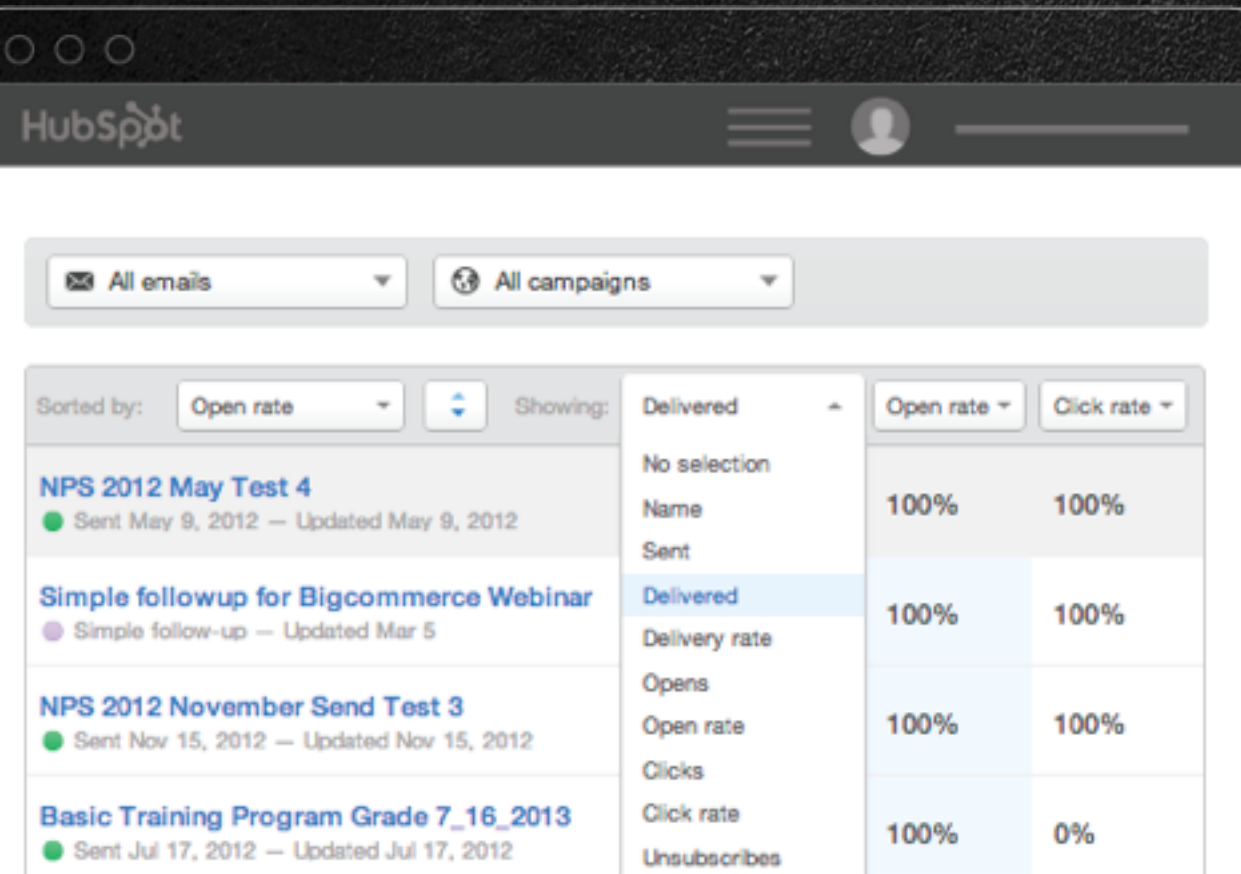 HubSpot
All emails All campaigns
Sorted by: Open rate Showing: Delivered Open rate Click rate
No selection
Name
Sent
Delivered
Delivery rate
Opens
Open rate
Clicks
Click rate
Unsubscribes
NPS 2012 May Test 4 100% 100%
Sent May 9, 2012 — Updated May 9, 2012
Simple followup for Bigcommerce Webinar 100% 100%
Simple follow-up — Updated Mar 5
NPS 2012 November Send Test 3 100% 100%
Sent Nov 15, 2012 — Updated Nov 15, 2012
Basic Training Program Grade 7_16_2013 100% 0%
Sent Jul 17, 2012 — Updated Jul 17, 2012